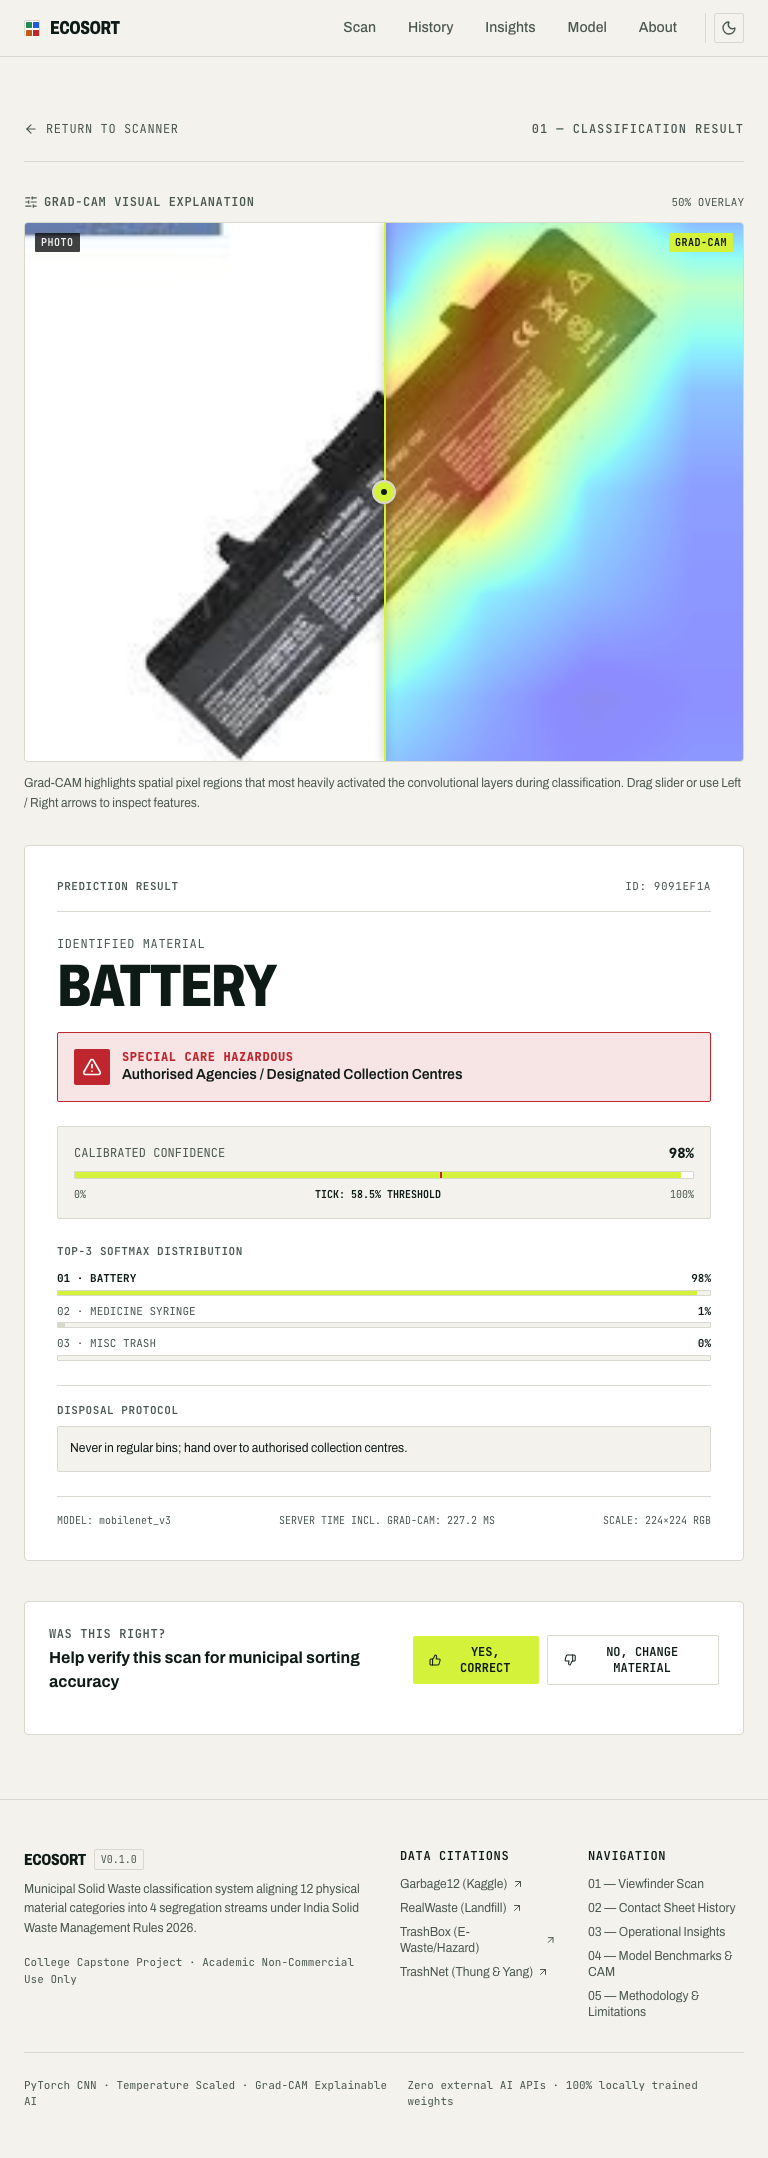 ECOSORT
Scan
History
Insights
Model
About
RETURN TO SCANNER
01 — CLASSIFICATION RESULT
GRAD-CAM VISUAL EXPLANATION
50% OVERLAY
PHOTO
GRAD-CAM
Grad-CAM highlights spatial pixel regions that most heavily activated the convolutional layers during classification. Drag slider or use Left
/ Right arrows to inspect features.
PREDICTION RESULT
ID: 9091EF1A
IDENTIFIED MATERIAL
BATTERY
SPECIAL CARE HAZARDOUS
Authorised Agencies / Designated Collection Centres
CALIBRATED CONFIDENCE
98%
0%
TICK: 58.5% THRESHOLD
100%
TOP-3 SOFTMAX DISTRIBUTION
01 · BATTERY
98%
02 · MEDICINE SYRINGE
1%
03 · MISC TRASH
0%
DISPOSAL PROTOCOL
Never in regular bins; hand over to authorised collection centres.
MODEL: mobilenet_v3
SERVER TIME INCL. GRAD-CAM: 227.2 MS
SCALE: 224×224 RGB
WAS THIS RIGHT?
Help verify this scan for municipal sorting
accuracy
YES,
CORRECT
NO, CHANGE
MATERIAL
ECOSORT
V0.1.0
Municipal Solid Waste classification system aligning 12 physical
material categories into 4 segregation streams under India Solid
Waste Management Rules 2026.
College Capstone Project · Academic Non-Commercial
Use Only
DATA CITATIONS
Garbage12 (Kaggle)
RealWaste (Landfill)
TrashBox (E-
Waste/Hazard)
TrashNet (Thung & Yang)
NAVIGATION
01 — Viewfinder Scan
02 — Contact Sheet History
03 — Operational Insights
04 — Model Benchmarks &
CAM
05 — Methodology &
Limitations
PyTorch CNN · Temperature Scaled · Grad-CAM Explainable
AI
Zero external AI APIs · 100% locally trained
weights